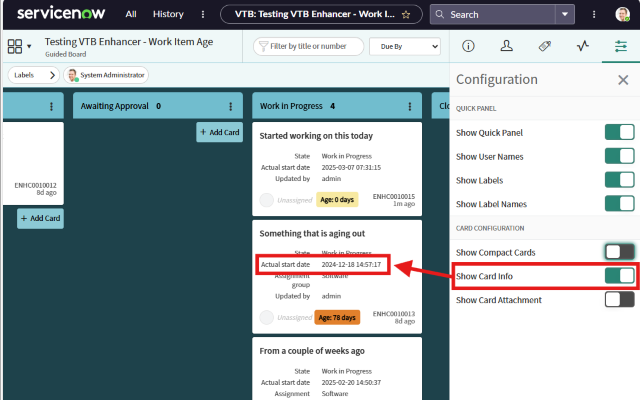 servicenow All History VTB: Testing VTB Enhancer - Work I... Search
Testing VTB Enhancer - Work Item Age
Guided Board
Filter by title or number
Due By
Labels
System Administrator
ENHC0010012
8d ago
+ Add Card
Awaiting Approval 0
+ Add Card
Work in Progress 4
Started working on this today
State Work in Progress
Actual start date 2025-03-07 07:31:15
Updated by admin
Unassigned Age: 0 days ENHC0010015
1m ago
Something that is aging out
State Work in Progress
Actual start date 2024-12-18 14:57:17
Assignment Software
group
Updated by admin
Unassigned Age: 78 days ENHC0010013
8d ago
From a couple of weeks ago
State Work in Progress
Actual start date 2025-02-20 14:50:37
Assignment Software
Clo
Configuration
QUICK PANEL
Show Quick Panel
Show User Names
Show Labels
Show Label Names
CARD CONFIGURATION
Show Compact Cards
Show Card Info
Show Card Attachment